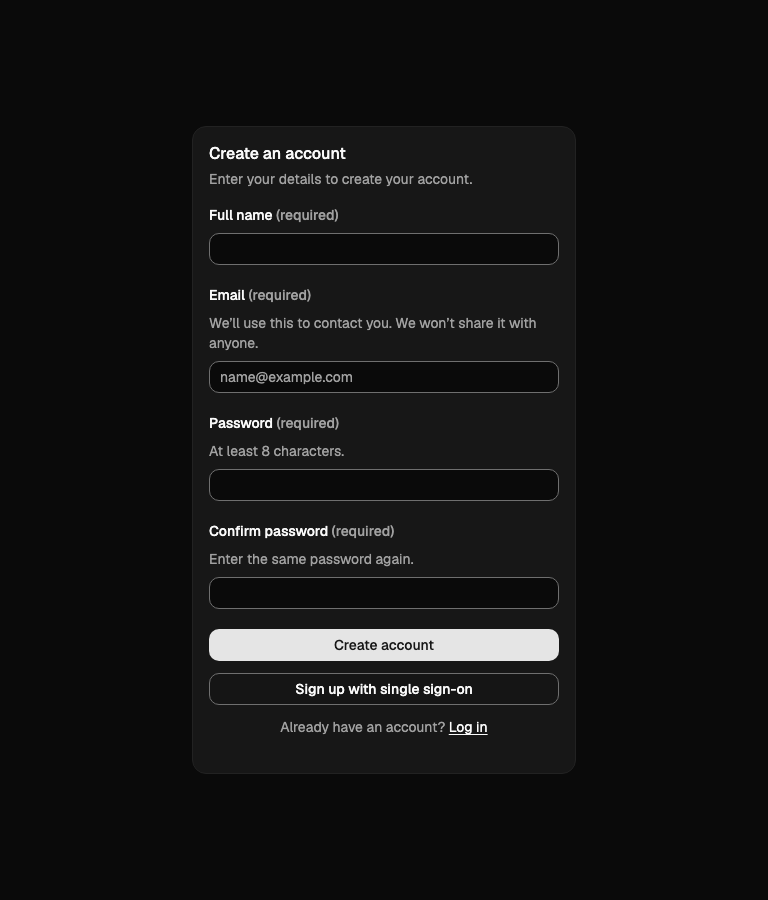 Create an account
Enter your details to create your account.
Full name (required)
Email (required)
We’ll use this to contact you. We won’t share it with
anyone.
name@example.com
Password (required)
At least 8 characters.
Confirm password (required)
Enter the same password again.
Create account
Sign up with single sign-on
Already have an account? Log in